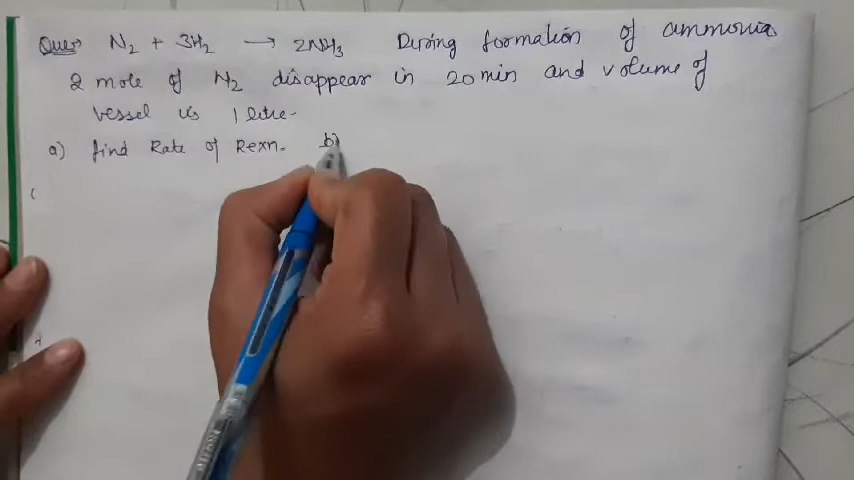 Ques N₂ + 3H₂ → 2NH₃ During formation of ammonia
2 mole of N₂ disappear in 20 min and volume of
vessel is 1 litre.
a) find Rate of Rexn. b)